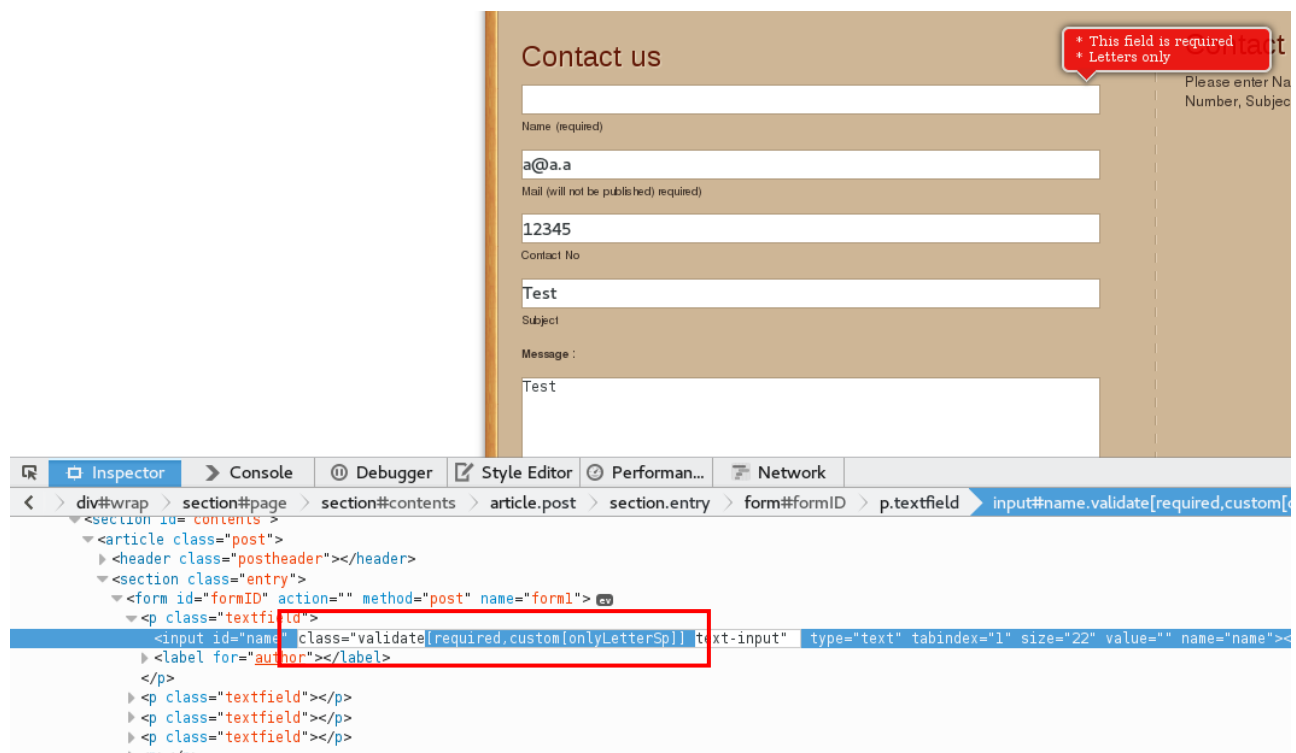 * This field is required
* Letters only
Contact us
Please enter Na
Number, Subjec
Name (required)
a@a.a
Mail (will not be published) required)
12345
Contact No
Test
Subject
Message :
Test
Inspector Console Debugger Style Editor Performan... Network
div#wrap section#page section#contents article.post section.entry form#formID p.textfield input#name.validate[required,custom[o
<section id="contents">
<article class="post">
<header class="postheader"></header>
<section class="entry">
<form id="formID" action="" method="post" name="form1"> ev
<p class="textfield">
<input id="name" class="validate[required,custom[onlyLetterSp]] text-input" type="text" tabindex="1" size="22" value="" name="name"><
<label for="author"></label>
</p>
<p class="textfield"></p>
<p class="textfield"></p>
<p class="textfield"></p>